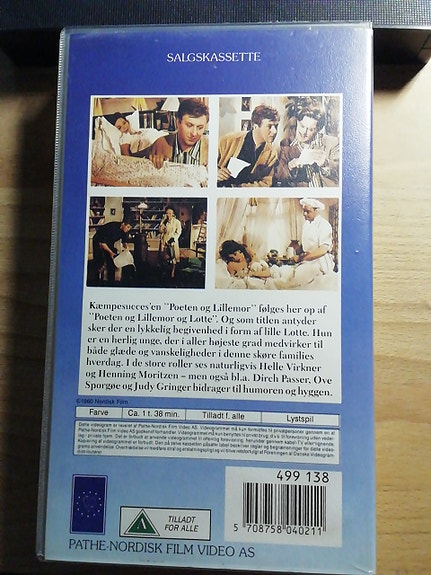 SALGSKASSETTE
Kæmpesucces'en "Poeten og Lillemor" følges her op af
"Poeten og Lillemor og Lotte". Og som titlen antyder
sker der en lykkelig begivenhed i form af lille Lotte. Hun
er en herlig unge, der i aller højeste grad medvirker til
både glæde og vanskeligheder i denne skøre families
hverdag. I de store roller ses naturligvis Helle Virkner
og Henning Moritzen – men også bl.a. Dirch Passer, Ove
Sporgøe og Judy Gringer bidrager til humoren og hyggen.
©1960 Nordisk Film.
Farve Ca. 1 t. 38 min. Tilladt f. alle Lystspil
499 138
5 708758 040211
A TILLADT
FOR ALLE
PATHE-NORDISK FILM VIDEO AS